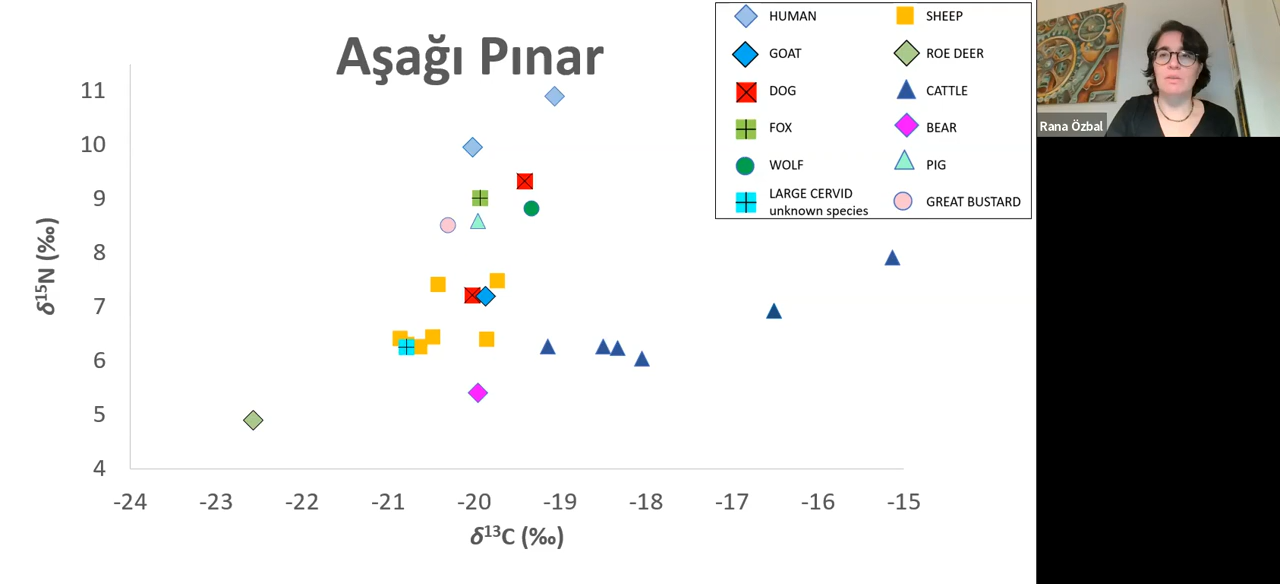 Aşağı Pınar
HUMAN
SHEEP
GOAT
ROE DEER
DOG
CATTLE
FOX
BEAR
WOLF
PIG
LARGE CERVID
unknown species
GREAT BUSTARD
Rana Özbal
δ¹⁵N (‰)
11
10
9
8
7
6
5
4
-24 -23 -22 -21 -20 -19 -18 -17 -16 -15
δ¹³C (‰)